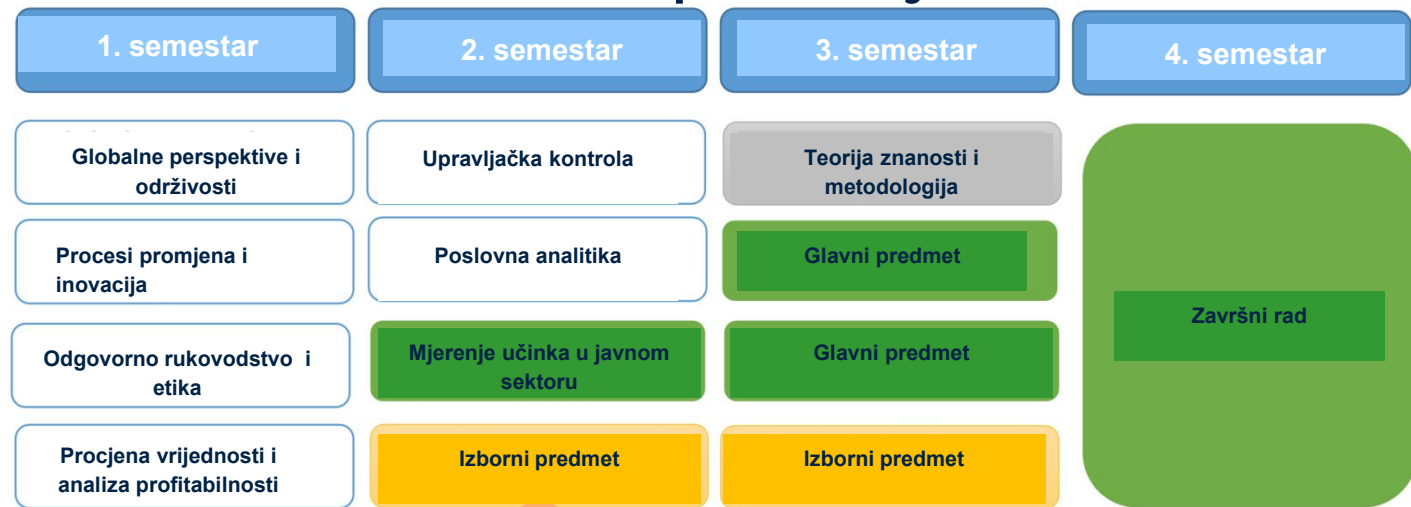 1. semestar
2. semestar
3. semestar
4. semestar
Globalne perspektive i
održivosti
Upravljačka kontrola
Teorija znanosti i
metodologija
Procesi promjena i
inovacija
Poslovna analitika
Glavni predmet
Završni rad
Odgovorno rukovodstvo i
etika
Mjerenje učinka u javnom
sektoru
Glavni predmet
Procjena vrijednosti i
analiza profitabilnosti
Izborni predmet
Izborni predmet